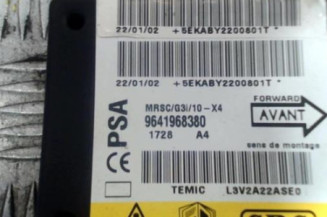 22/01/02 *5EKABY2200801T*
22/01/02 *5EKABY2200801T*
PSA
MRSC/G3i/10-X4
9641968380
1728 A4
FORWARD
AVANT
sens de montage
TEMIC L3V2A22ASE0